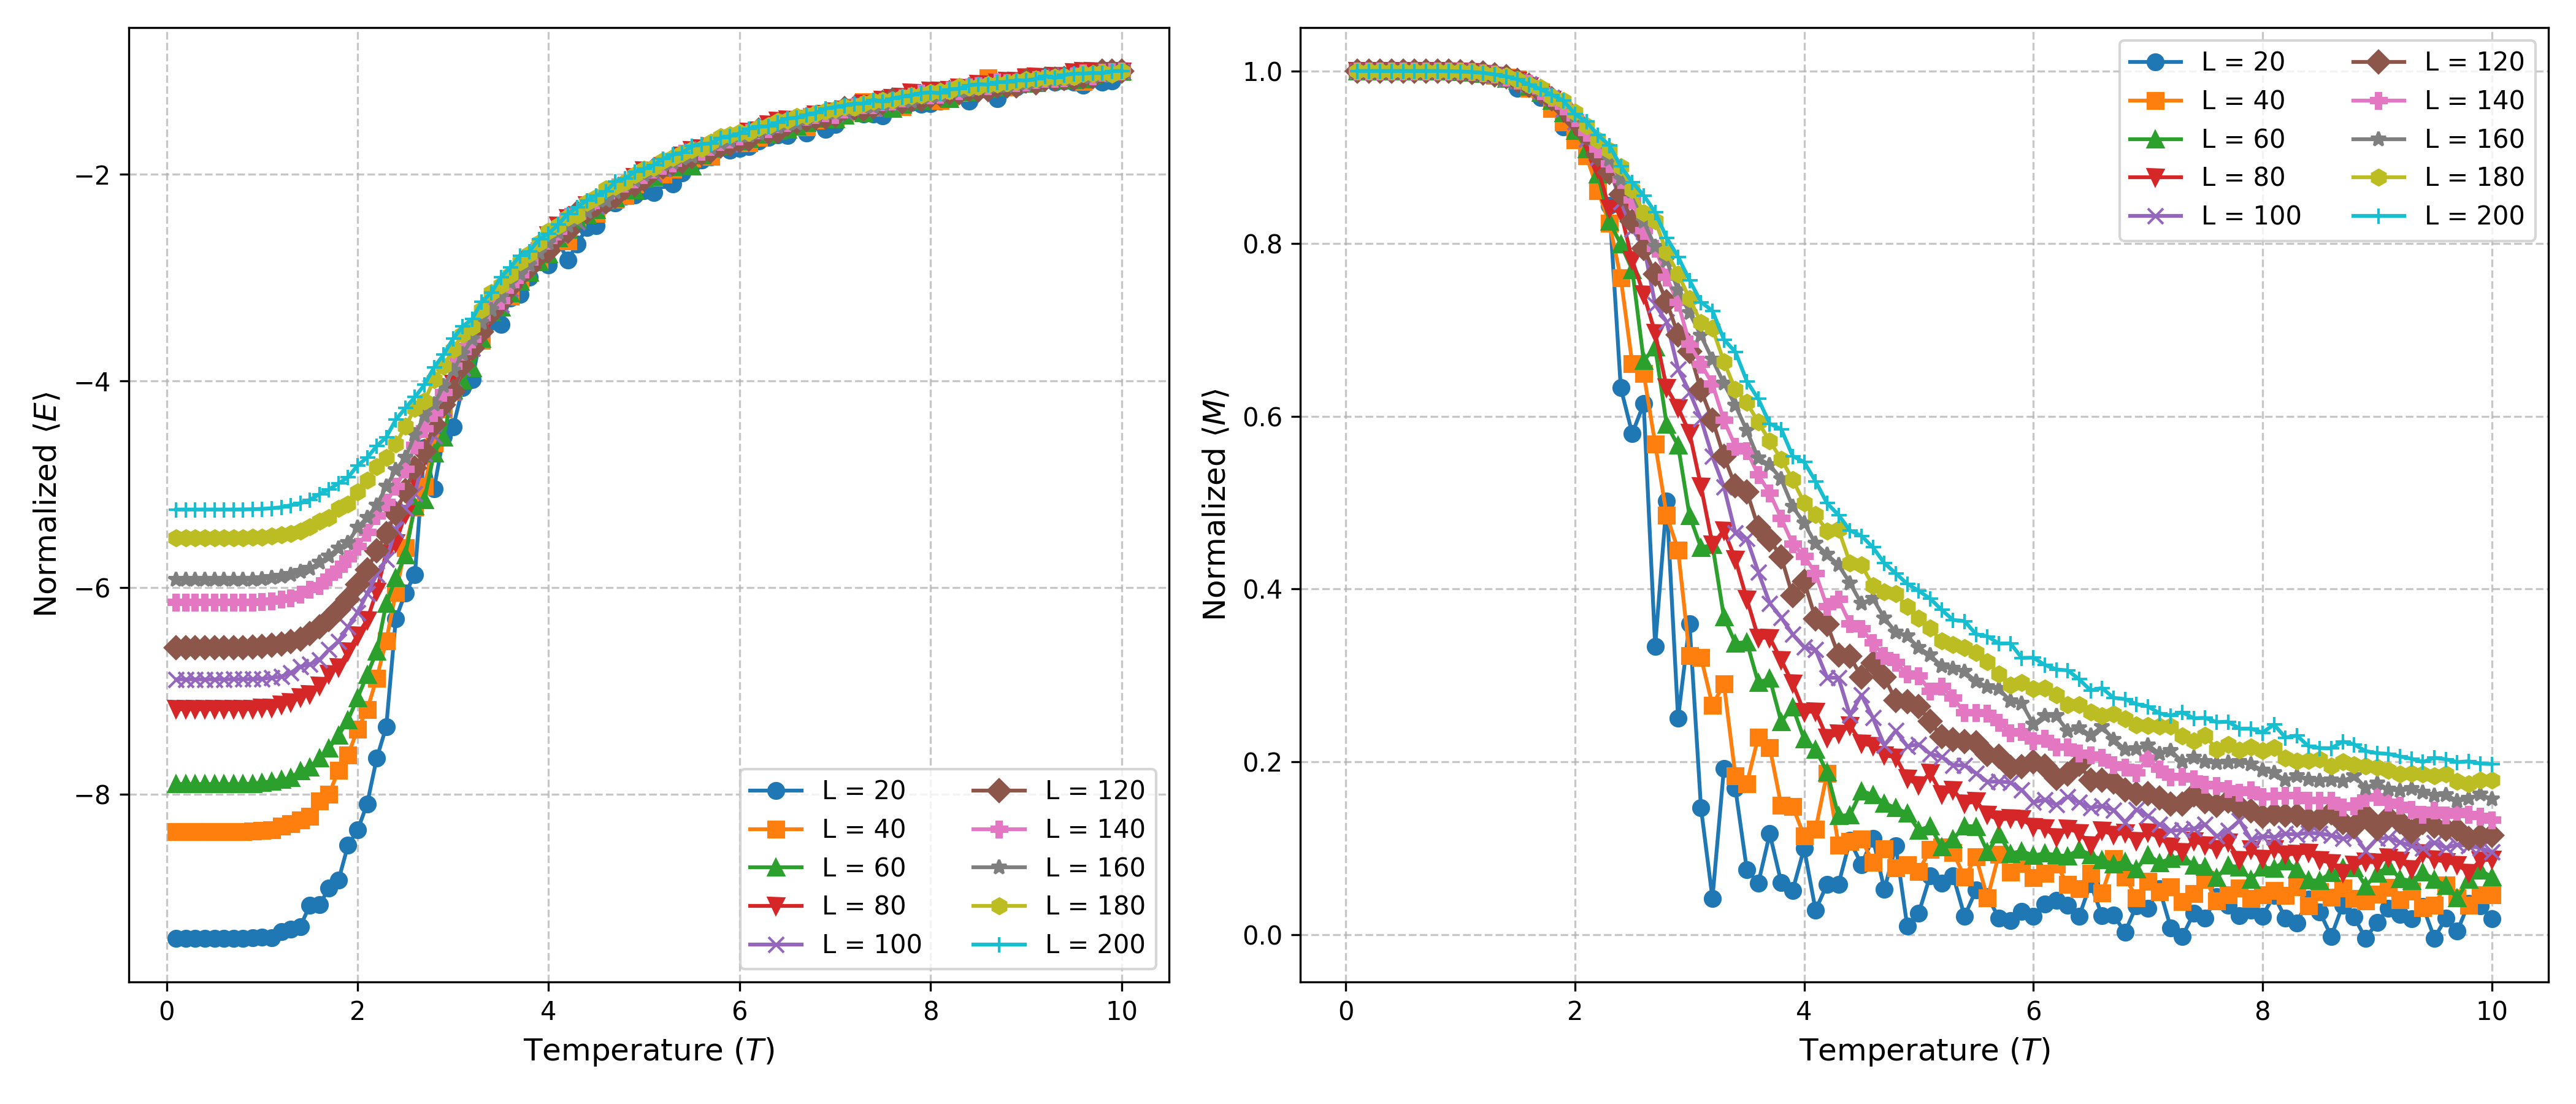 Normalized ⟨E⟩
−2
−4
−6
−8
0 2 4 6 8 10
Temperature (T)
L = 20 L = 120
L = 40 L = 140
L = 60 L = 160
L = 80 L = 180
L = 100 L = 200
Normalized ⟨M⟩
1.0
0.8
0.6
0.4
0.2
0.0
0 2 4 6 8 10
Temperature (T)
L = 20 L = 120
L = 40 L = 140
L = 60 L = 160
L = 80 L = 180
L = 100 L = 200